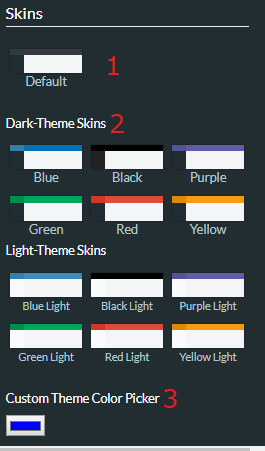 Skins
1
Default
Dark-Theme Skins 2
Blue Black Purple
Green Red Yellow
Light-Theme Skins
Blue Light Black Light Purple Light
Green Light Red Light Yellow Light
Custom Theme Color Picker 3